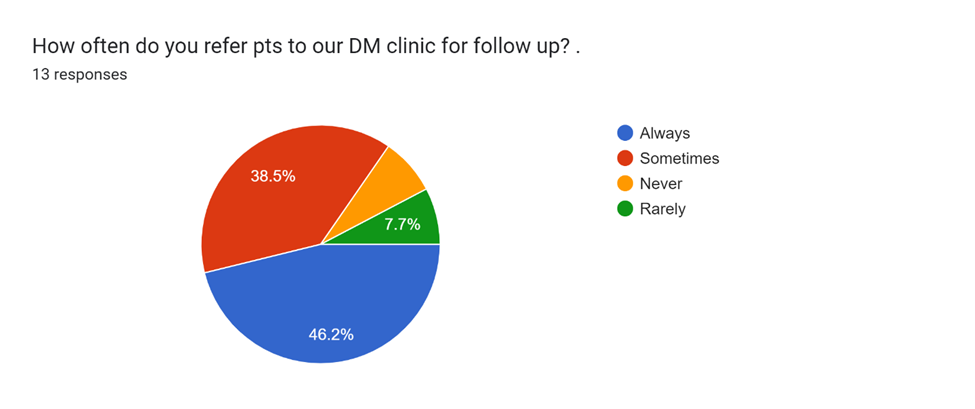 How often do you refer pts to our DM clinic for follow up? .
13 responses
38.5%
7.7%
46.2%
Always
Sometimes
Never
Rarely